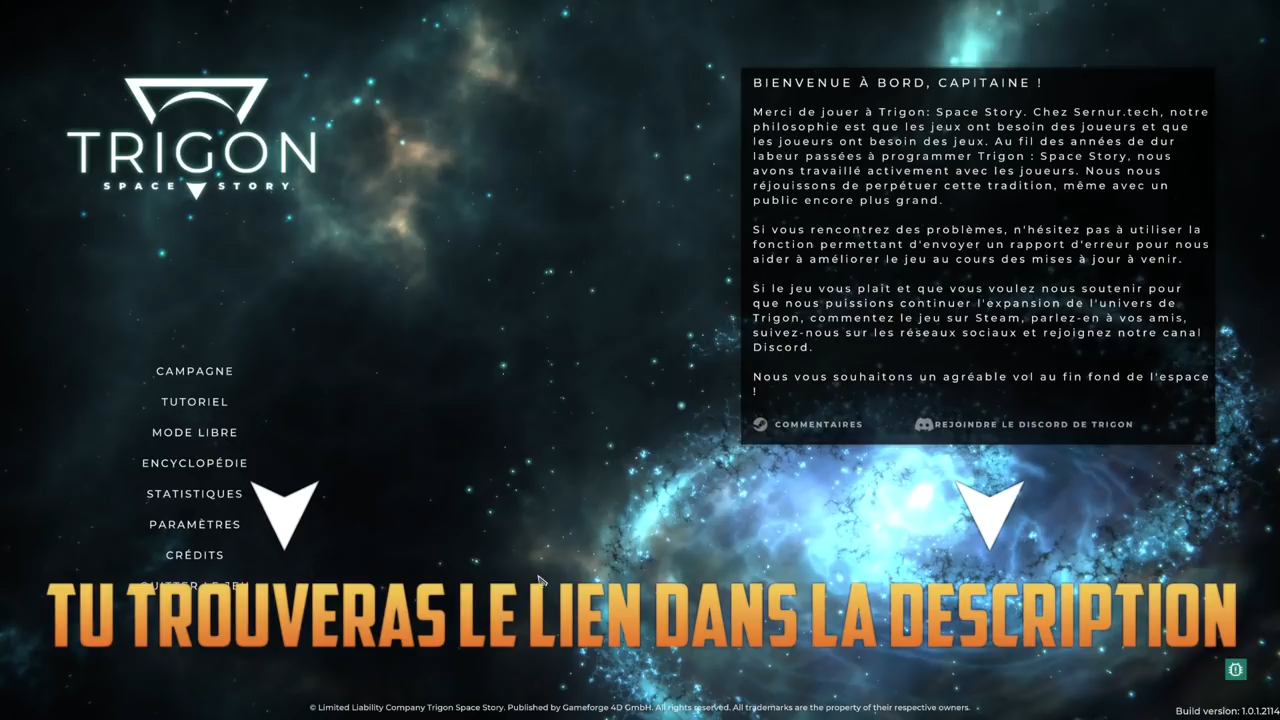 TRIGON
SPACE STORY
BIENVENUE À BORD, CAPITAINE !
Merci de jouer à Trigon: Space Story. Chez Sernur.tech, notre
philosophie est que les jeux ont besoin des joueurs et que
les joueurs ont besoin des jeux. Au fil des années de dur
labeur passées à programmer Trigon : Space Story, nous
avons travaillé activement avec les joueurs. Nous nous
réjouissons de perpétuer cette tradition, même avec un
public encore plus grand.
Si vous rencontrez des problèmes, n'hésitez pas à utiliser la
fonction permettant d'envoyer un rapport d'erreur pour nous
aider à améliorer le jeu au cours des mises à jour à venir.
Si le jeu vous plaît et que vous voulez nous soutenir pour
que nous puissions continuer l'expansion de l'univers de
Trigon, commentez le jeu sur Steam, parlez-en à vos amis,
suivez-nous sur les réseaux sociaux et rejoignez notre canal
Discord.
Nous vous souhaitons un agréable vol au fin fond de l'espace
!
COMMENTAIRES
REJOINDRE LE DISCORD DE TRIGON
CAMPAGNE
TUTORIEL
MODE LIBRE
ENCYCLOPÉDIE
STATISTIQUES
PARAMÈTRES
CRÉDITS
QUITTER LE JEU
TU TROUVERAS LE LIEN DANS LA DESCRIPTION
© Limited Liability Company Trigon Space Story. Published by Gameforge 4D GmbH. All rights reserved. All trademarks are the property of their respective owners.
Build version: 1.0.1.2114